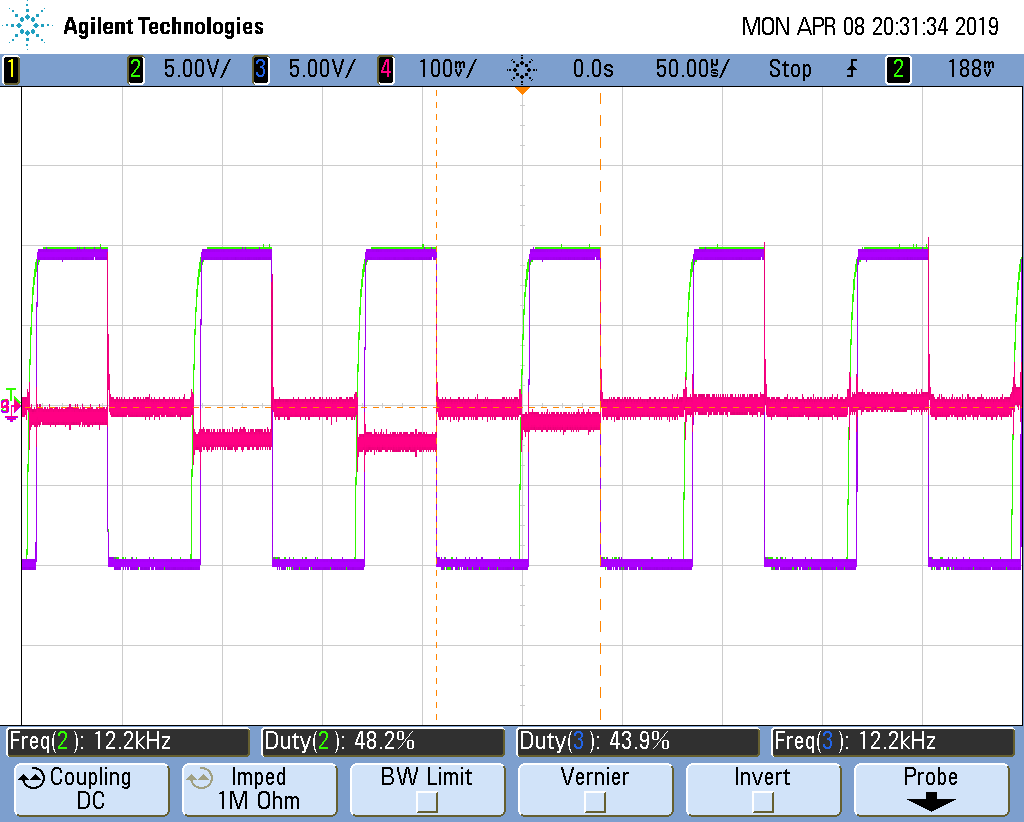 Agilent Technologies MON APR 08 20:31:34 2019
1 2 5.00V/ 3 5.00V/ 4 100mV/ 0.0s 50.00µs/ Stop 2 188mV
T
Freq(2): 12.2kHz Duty(2): 48.2% Duty(3): 43.9% Freq(3): 12.2kHz
Coupling Imped BW Limit Vernier Invert Probe
DC 1M Ohm